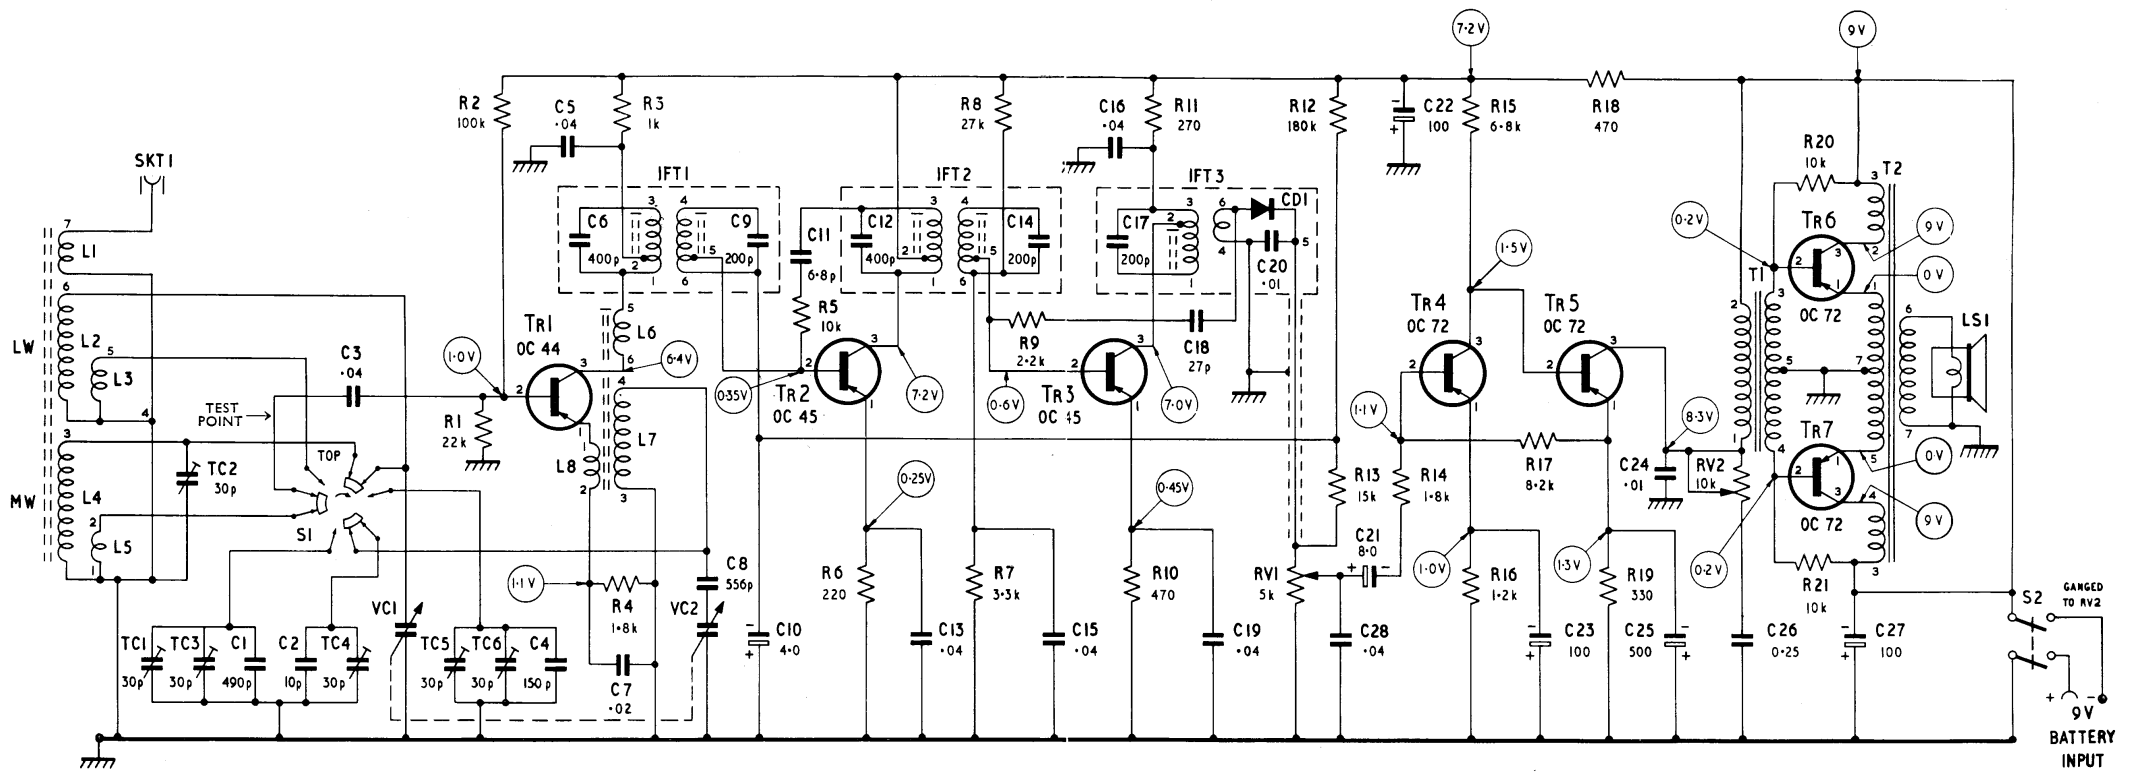 7·2V
9V
R2
100k
C5
·04
R3
1k
R8
27k
C16
·04
R11
270
R12
180k
C22
100
R15
6·8k
R18
470
R20
10k
SKT1
IFT1
IFT2
IFT3
CD1
T2
C6
400p
C9
200p
C11
6·8p
C12
400p
C14
200p
C17
200p
C20
·01
0·2V
TR6
OC 72
9V
0V
1·5V
L1
L2
L3
LW
C3
·04
TEST
POINT
1·0V
TR1
OC 44
L6
6·4V
R5
10k
0·35V
TR2
OC 45
7·2V
R9
2·2k
0·6V
TR3
OC 45
7·0V
C18
27p
TR4
OC 72
TR5
OC 72
T1
LS1
R1
22k
L7
L8
1·1V
8·3V
TR7
OC 72
0·V
9V
MW
L4
L5
TC2
30p
TOP
S1
0·25V
0·45V
R13
15k
R14
1·8k
R17
8·2k
C24
·01
RV2
10k
C21
8·0
1·1V
R4
1·8k
C8
556p
VC1
VC2
R6
220
R7
3·3k
R10
470
RV1
5k
1·0V
R16
1·2k
1·3V
R19
330
0·2V
R21
10k
S2
GANGED
TO RV2
TC1
30p
TC3
30p
C1
490p
C2
10p
TC4
30p
TC5
30p
TC6
30p
C4
150p
C7
·02
C10
4·0
C13
·04
C15
·04
C19
·04
C28
·04
C23
100
C25
500
C26
0·25
C27
100
+ −
9V
BATTERY
INPUT